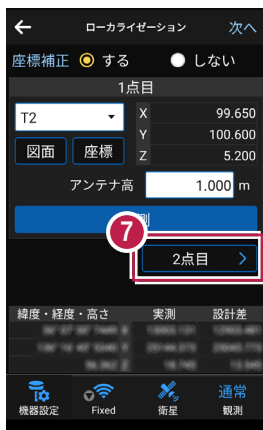 ローカライゼーション 次へ
座標補正 する しない
1点目
T2
X 99.650
Y 100.600
Z 5.200
図面 座標
アンテナ高 1.000 m
測
7
2点目
緯度・経度・高さ 実測 設計差
機器設定 Fixed 衛星 通常 観測